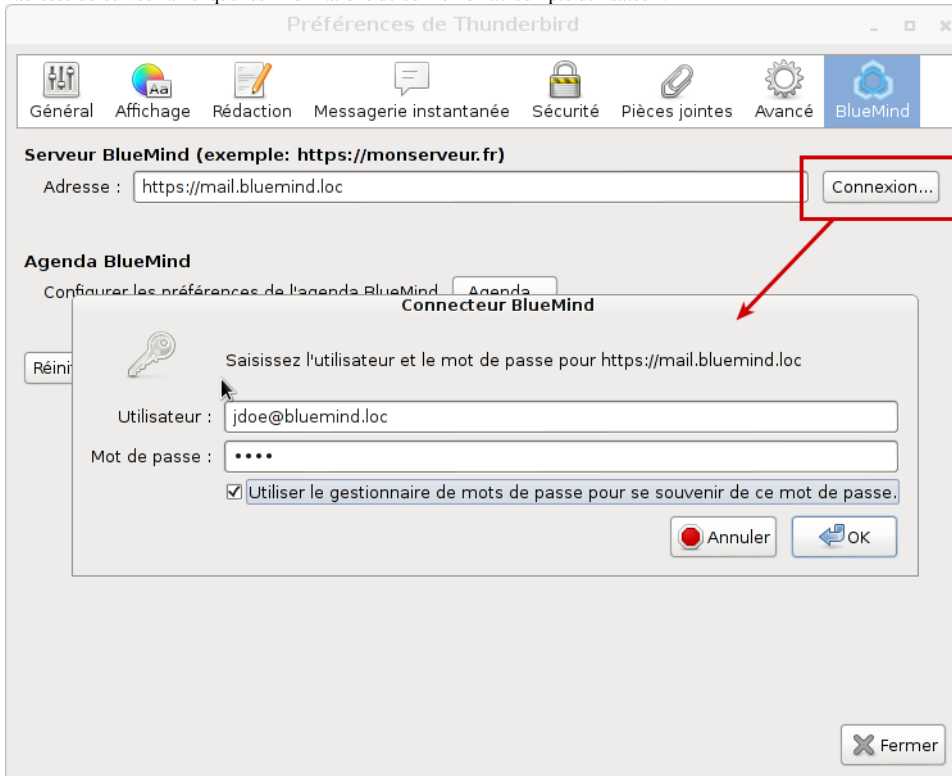 Préférences de Thunderbird
Général Affichage Rédaction Messagerie instantanée Sécurité Pièces jointes Avancé BlueMind
Serveur BlueMind (exemple: https://monserveur.fr)
Adresse : https://mail.bluemind.loc Connexion...
Agenda BlueMind
Configurer les préférences de l'agenda BlueMind Agenda...
Connecteur BlueMind
Saisissez l'utilisateur et le mot de passe pour https://mail.bluemind.loc
Réini
Utilisateur : jdoe@bluemind.loc
Mot de passe : ••••
Utiliser le gestionnaire de mots de passe pour se souvenir de ce mot de passe.
Annuler OK
Fermer